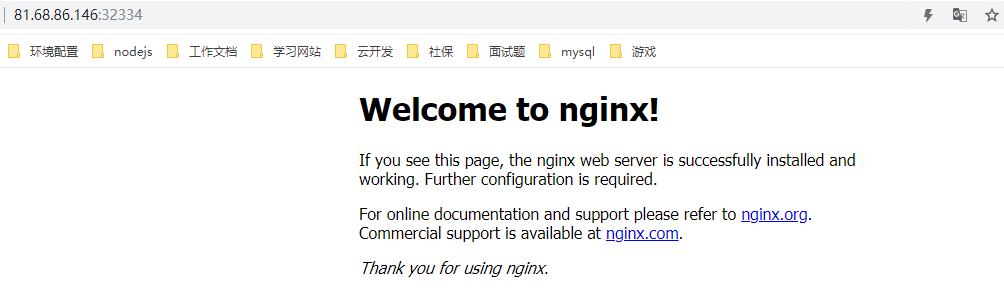 81.68.86.146:32334
环境配置 nodejs 工作文档 学习网站 云开发 社保 面试题 mysql 游戏
Welcome to nginx!
If you see this page, the nginx web server is successfully installed and
working. Further configuration is required.
For online documentation and support please refer to nginx.org.
Commercial support is available at nginx.com.
Thank you for using nginx.